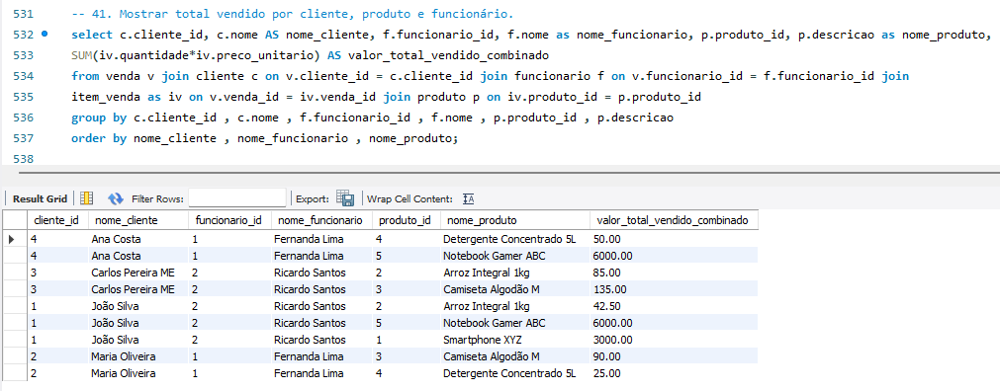 531 -- 41. Mostrar total vendido por cliente, produto e funcionário.
532 select c.cliente_id, c.nome AS nome_cliente, f.funcionario_id, f.nome as nome_funcionario, p.produto_id, p.descricao as nome_produto,
533 SUM(iv.quantidade*iv.preco_unitario) AS valor_total_vendido_combinado
534 from venda v join cliente c on v.cliente_id = c.cliente_id join funcionario f on v.funcionario_id = f.funcionario_id join
535 item_venda as iv on v.venda_id = iv.venda_id join produto p on iv.produto_id = p.produto_id
536 group by c.cliente_id , c.nome , f.funcionario_id , f.nome , p.produto_id , p.descricao
537 order by nome_cliente , nome_funcionario , nome_produto;
538
Result Grid Filter Rows: Export: Wrap Cell Content: IA
cliente_id nome_cliente funcionario_id nome_funcionario produto_id nome_produto valor_total_vendido_combinado
4 Ana Costa 1 Fernanda Lima 4 Detergente Concentrado 5L 50.00
4 Ana Costa 1 Fernanda Lima 5 Notebook Gamer ABC 6000.00
3 Carlos Pereira ME 2 Ricardo Santos 2 Arroz Integral 1kg 85.00
3 Carlos Pereira ME 2 Ricardo Santos 3 Camiseta Algodão M 135.00
1 João Silva 2 Ricardo Santos 2 Arroz Integral 1kg 42.50
1 João Silva 2 Ricardo Santos 5 Notebook Gamer ABC 6000.00
1 João Silva 2 Ricardo Santos 1 Smartphone XYZ 3000.00
2 Maria Oliveira 1 Fernanda Lima 3 Camiseta Algodão M 90.00
2 Maria Oliveira 1 Fernanda Lima 4 Detergente Concentrado 5L 25.00